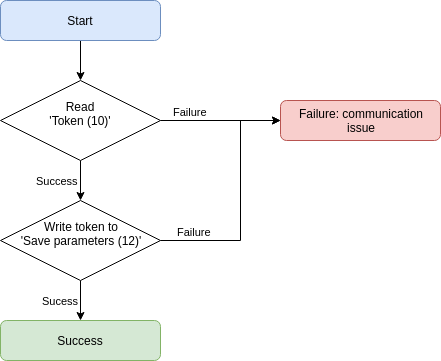 Start
Read
'Token (10)'
Failure
Failure: communication
issue
Success
Write token to
'Save parameters (12)'
Failure
Sucess
Success